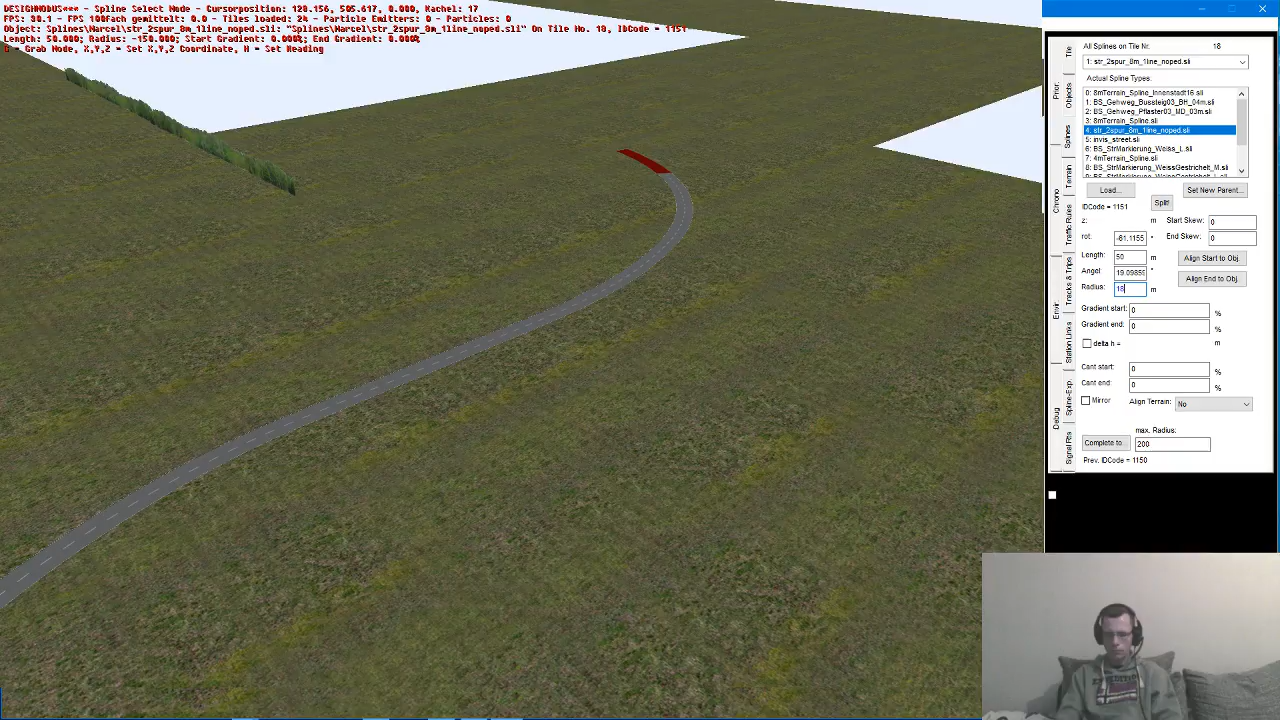 DESIGNMODUS*** - Spline Select Mode - Cursorposition: 120.156, 505.617, 0.000, Kachel: 17
FPS: 30.1 - FPS 100fach gemittelt: 0.0 - Tiles loaded: 24 - Particle Emitters: 0 - Particles: 0
Object: Splines\Marcel\str_2spur_8m_1line_noped.sli: "Splines\Marcel\str_2spur_8m_1line_noped.sli" On Tile No. 18, IDCode = 1151
Length: 50.000; Radius: -150.000; Start Gradient: 0.000%; End Gradient: 0.000%
G = Grab Mode, X,Y,Z = Set X,Y,Z Coordinate, H = Set Heading
All Splines on Tile Nr. 18
1: str_2spur_8m_1line_noped.sli
Actual Spline Types:
0: 8mTerrain_Spline_Innenstadt16.sli
1: BS_Gehweg_Bussteig03_BH_04m.sli
2: BS_Gehweg_Pflaster03_MD_03m.sli
3: 8mTerrain_Spline.sli
4: str_2spur_8m_1line_noped.sli
5: invis_street.sli
6: BS_StrMarkierung_Weiss_L.sli
7: 4mTerrain_Spline.sli
8: BS_StrMarkierung_WeissGestrichelt_M.sli
Load... Set New Parent...
IDCode = 1151 Split!
z: m Start Skew: 0
rot: -61.1155 ° End Skew: 0
Length: 50 m Align Start to Obj.
Angel: 19.09859 °
Align End to Obj.
Radius: 18 m
Gradient start: 0 %
Gradient end: 0 %
delta h = m
Cant start: 0 %
Cant end: 0 %
Mirror Align Terrain: No
max. Radius:
Complete to... 200
Prev. IDCode = 1150
Tile
Objects
Splines
Terrain
Traffic Rules
Tracks & Trips
Station Links
Spline-Exp.
Signal Rts
Prior.
Chrono
Envir.
Debug